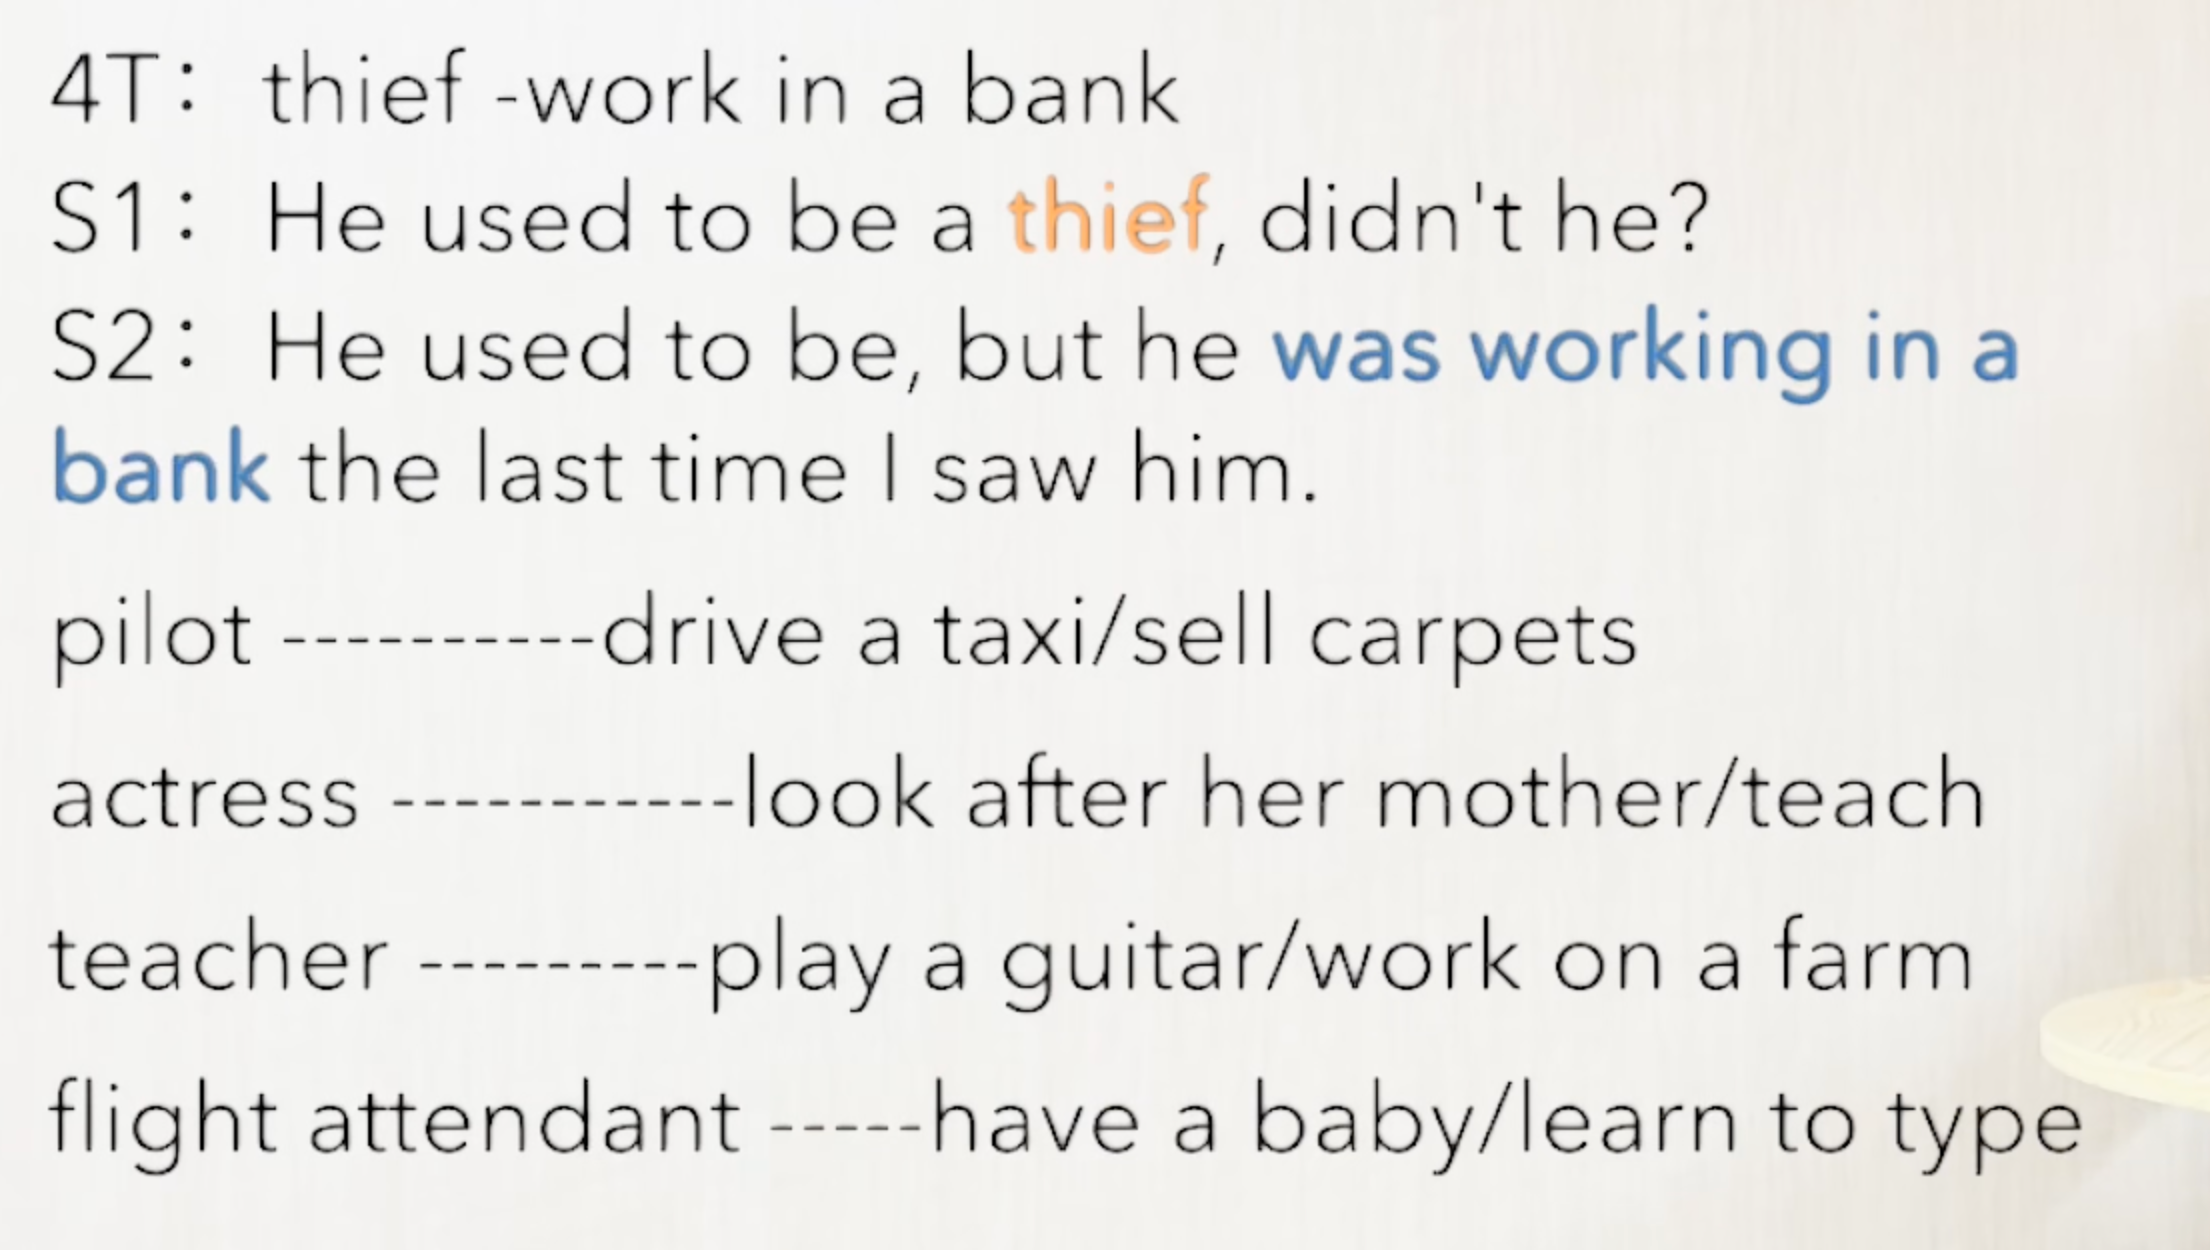 4T： thief -work in a bank
S1： He used to be a thief, didn't he?
S2： He used to be, but he was working in a
bank the last time I saw him.
pilot ----------drive a taxi/sell carpets
actress -----------look after her mother/teach
teacher ---------play a guitar/work on a farm
flight attendant -----have a baby/learn to type